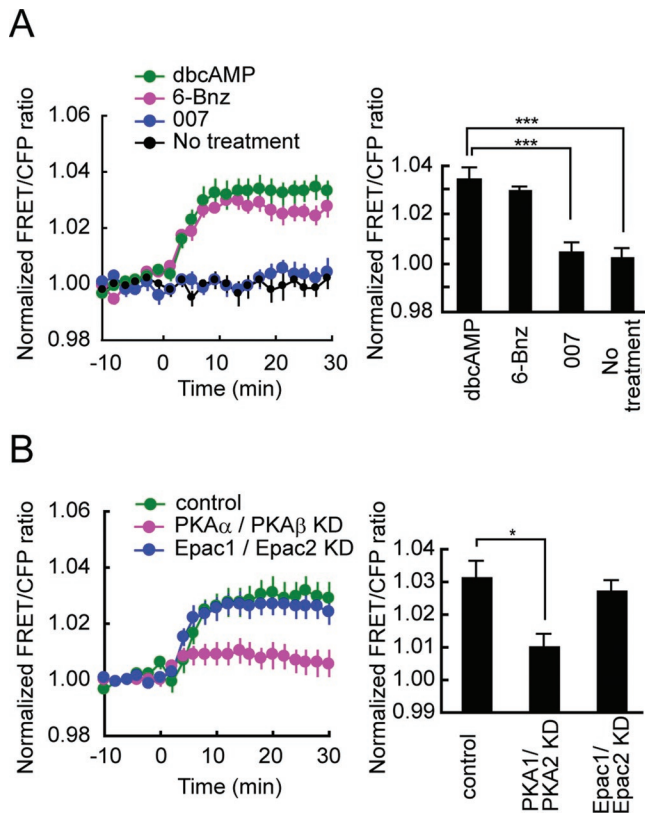 A
dbcAMP
6-Bnz
007
No treatment
Normalized FRET/CFP ratio
1.06
1.04
1.02
1.00
0.98
-10
0
10
20
30
Time (min)
***
***
Normalized FRET/CFP ratio
1.04
1.02
1.00
0.98
dbcAMP
6-Bnz
007
No
treatment
B
control
PKAα / PKAβ KD
Epac1 / Epac2 KD
Normalized FRET/CFP ratio
1.06
1.04
1.02
1.00
0.98
-10
0
10
20
30
Time (min)
*
Normalized FRET/CFP ratio
1.04
1.03
1.02
1.01
1.00
0.99
control
PKA1/
PKA2 KD
Epac1/
Epac2 KD